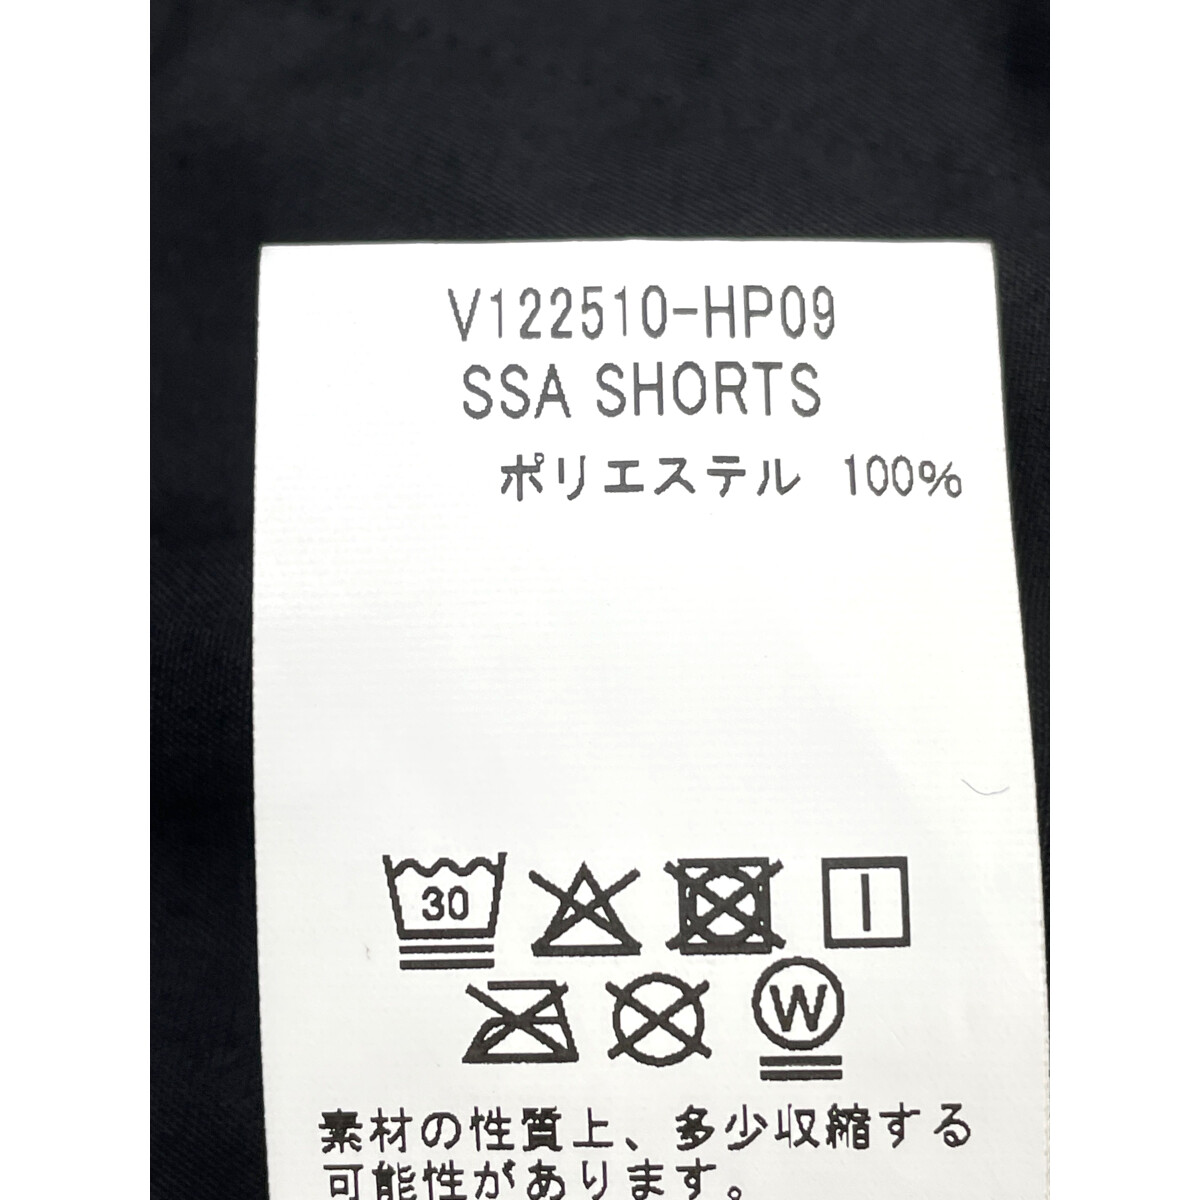 V122510-HP09
SSA SHORTS
ポリエステル 100%
30
W
素材の性質上、多少収縮する
可能性があります。